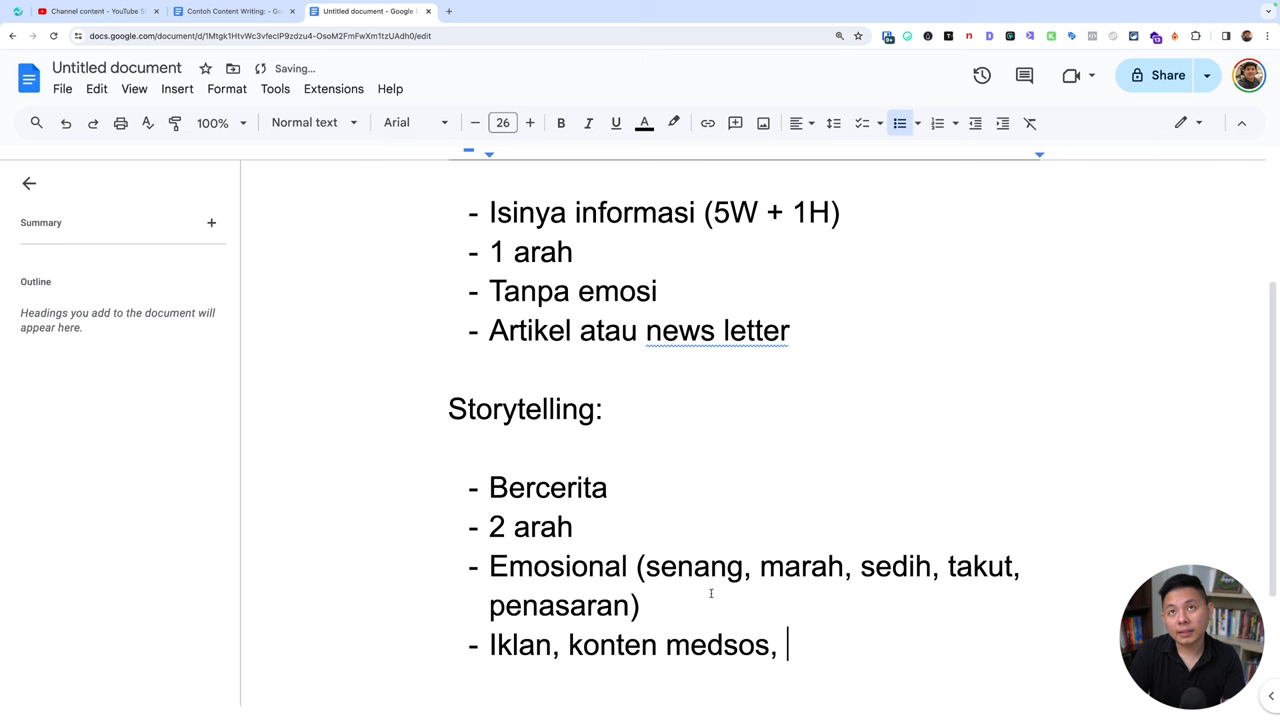 Channel content - YouTube S
Contoh Content Writing: - Go
Untitled document - Google D
docs.google.com/document/d/1Mtgk1HtvWc3vfecIP9zdzu4-OsoM2FmFwXm1tzUAdh0/edit
Untitled document
Saving...
File Edit View Insert Format Tools Extensions Help
Share
100% Normal text Arial 26 B I U A
Summary
Outline
Headings you add to the document will
appear here.
- Isinya informasi (5W + 1H)
- 1 arah
- Tanpa emosi
- Artikel atau news letter
Storytelling:
- Bercerita
- 2 arah
- Emosional (senang, marah, sedih, takut,
penasaran)
- Iklan, konten medsos,